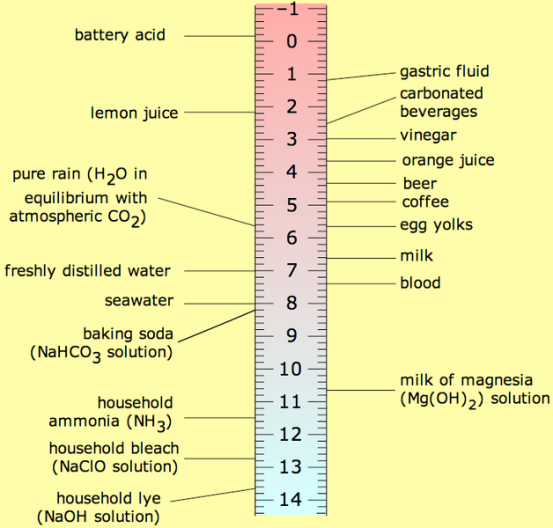 battery acid
lemon juice
pure rain (H₂O in
equilibrium with
atmospheric CO₂)
freshly distilled water
seawater
baking soda
(NaHCO₃ solution)
household
ammonia (NH₃)
household bleach
(NaClO solution)
household lye
(NaOH solution)
-1
0
1
2
3
4
5
6
7
8
9
10
11
12
13
14
gastric fluid
carbonated
beverages
vinegar
orange juice
beer
coffee
egg yolks
milk
blood
milk of magnesia
(Mg(OH)₂) solution